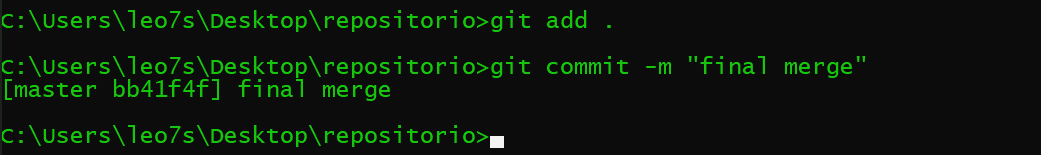 C:\Users\leo7s\Desktop\repositorio>git add .
C:\Users\leo7s\Desktop\repositorio>git commit -m "final merge"
[master bb41f4f] final merge
C:\Users\leo7s\Desktop\repositorio>